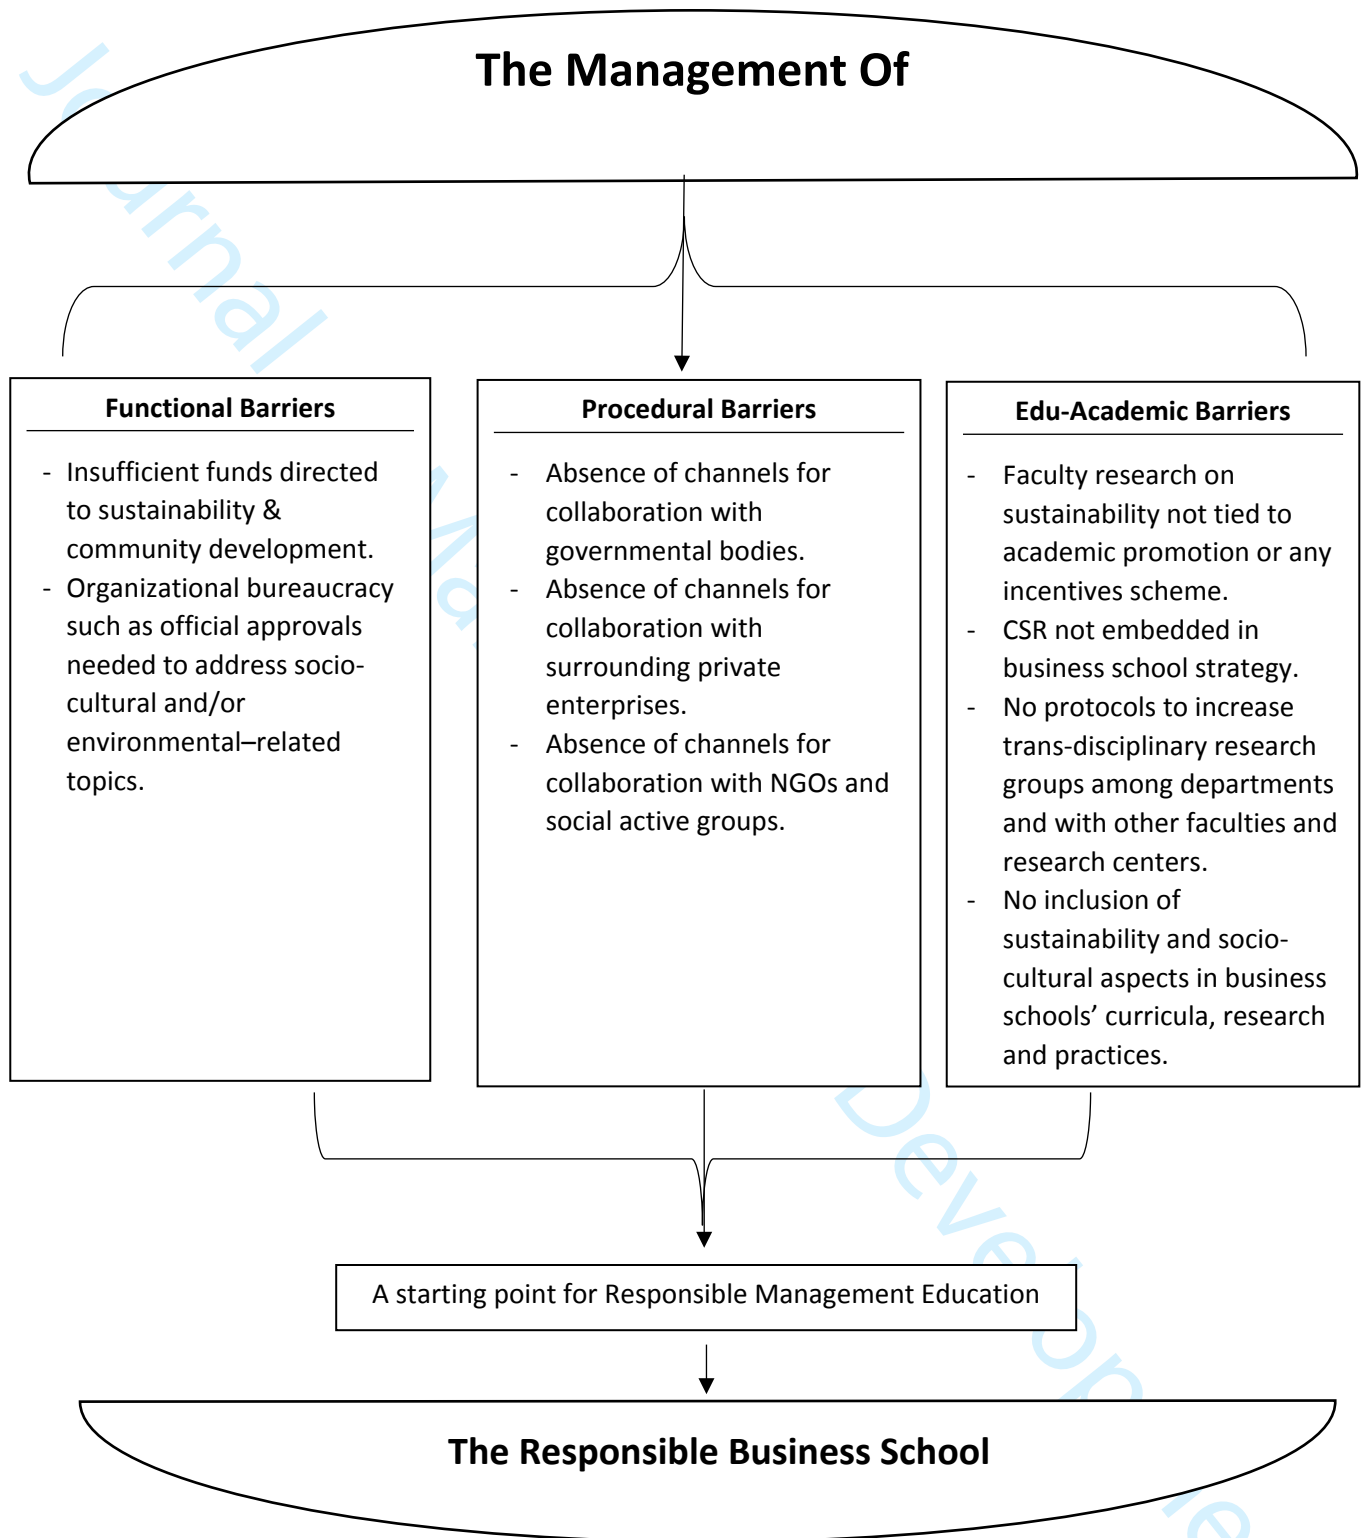 The Management Of
Functional Barriers
- Insufficient funds directed
to sustainability &
community development.
- Organizational bureaucracy
such as official approvals
needed to address socio-
cultural and/or
environmental–related
topics.
Procedural Barriers
- Absence of channels for
collaboration with
governmental bodies.
- Absence of channels for
collaboration with
surrounding private
enterprises.
- Absence of channels for
collaboration with NGOs and
social active groups.
Edu-Academic Barriers
- Faculty research on
sustainability not tied to
academic promotion or any
incentives scheme.
- CSR not embedded in
business school strategy.
- No protocols to increase
trans-disciplinary research
groups among departments
and with other faculties and
research centers.
- No inclusion of
sustainability and socio-
cultural aspects in business
schools’ curricula, research
and practices.
A starting point for Responsible Management Education
The Responsible Business School
Journal